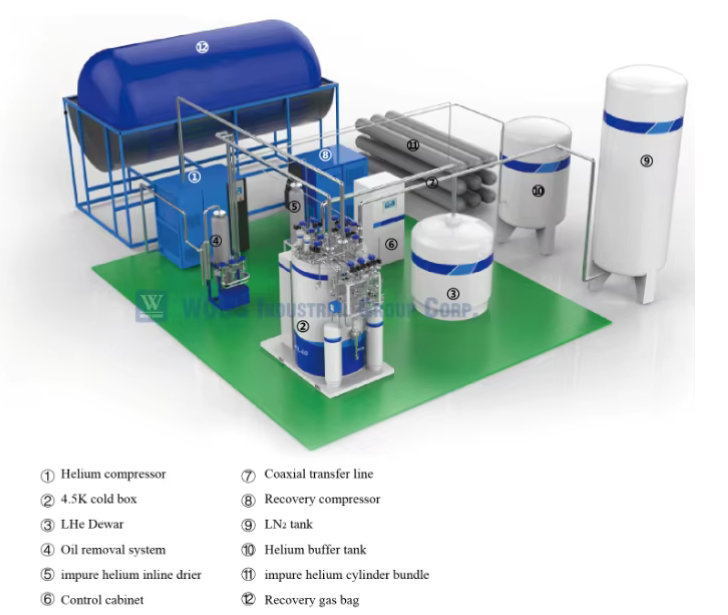 ⑫
①
⑧
⑪
⑨
⑤
⑦
⑩
④
⑥
③
②
W
INDUSTRIAL GROUP CORP.
① Helium compressor
② 4.5K cold box
③ LHe Dewar
④ Oil removal system
⑤ impure helium inline drier
⑥ Control cabinet
⑦ Coaxial transfer line
⑧ Recovery compressor
⑨ LN₂ tank
⑩ Helium buffer tank
⑪ impure helium cylinder bundle
⑫ Recovery gas bag